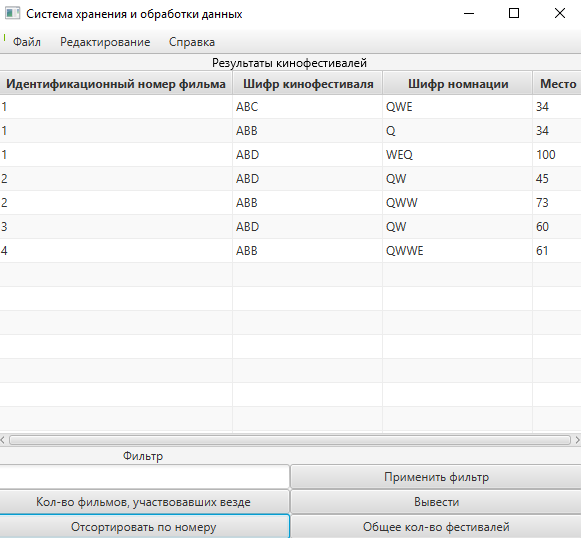 Система хранения и обработки данных
Файл Редактирование Справка
Результаты кинофестивалей
Идентификационный номер фильма Шифр кинофестиваля Шифр номнации Место
1 ABC QWE 34
1 ABB Q 34
1 ABD WEQ 100
2 ABD QW 45
2 ABB QWW 73
3 ABD QW 60
4 ABB QWWE 61
Фильтр
Применить фильтр
Кол-во фильмов, участвовавших везде Вывести
Отсортировать по номеру Общее кол-во фестивалей